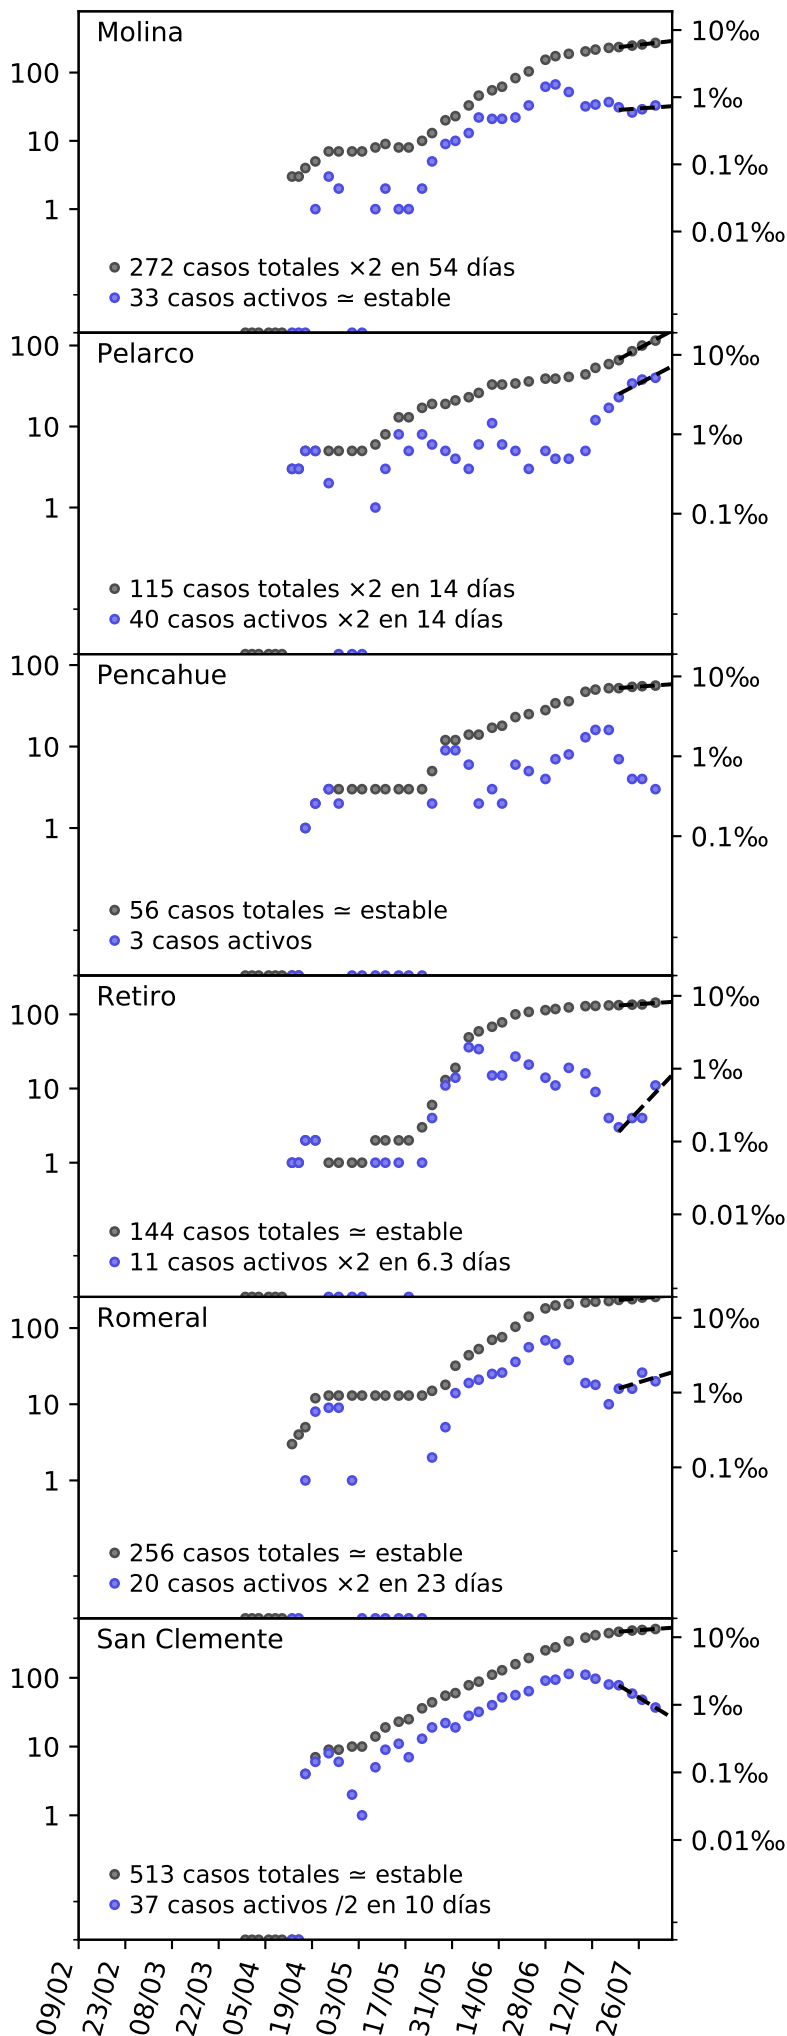 Molina
100
10
1
10‰
1‰
0.1‰
0.01‰
272 casos totales ×2 en 54 días
33 casos activos ≃ estable
Pelarco
100
10
1
10‰
1‰
0.1‰
115 casos totales ×2 en 14 días
40 casos activos ×2 en 14 días
Pencahue
100
10
1
10‰
1‰
0.1‰
56 casos totales ≃ estable
3 casos activos
Retiro
100
10
1
10‰
1‰
0.1‰
0.01‰
144 casos totales ≃ estable
11 casos activos ×2 en 6.3 días
Romeral
100
10
1
10‰
1‰
0.1‰
256 casos totales ≃ estable
20 casos activos ×2 en 23 días
San Clemente
100
10
1
10‰
1‰
0.1‰
0.01‰
513 casos totales ≃ estable
37 casos activos /2 en 10 días
09/02
23/02
08/03
22/03
05/04
19/04
03/05
17/05
31/05
14/06
28/06
12/07
26/07